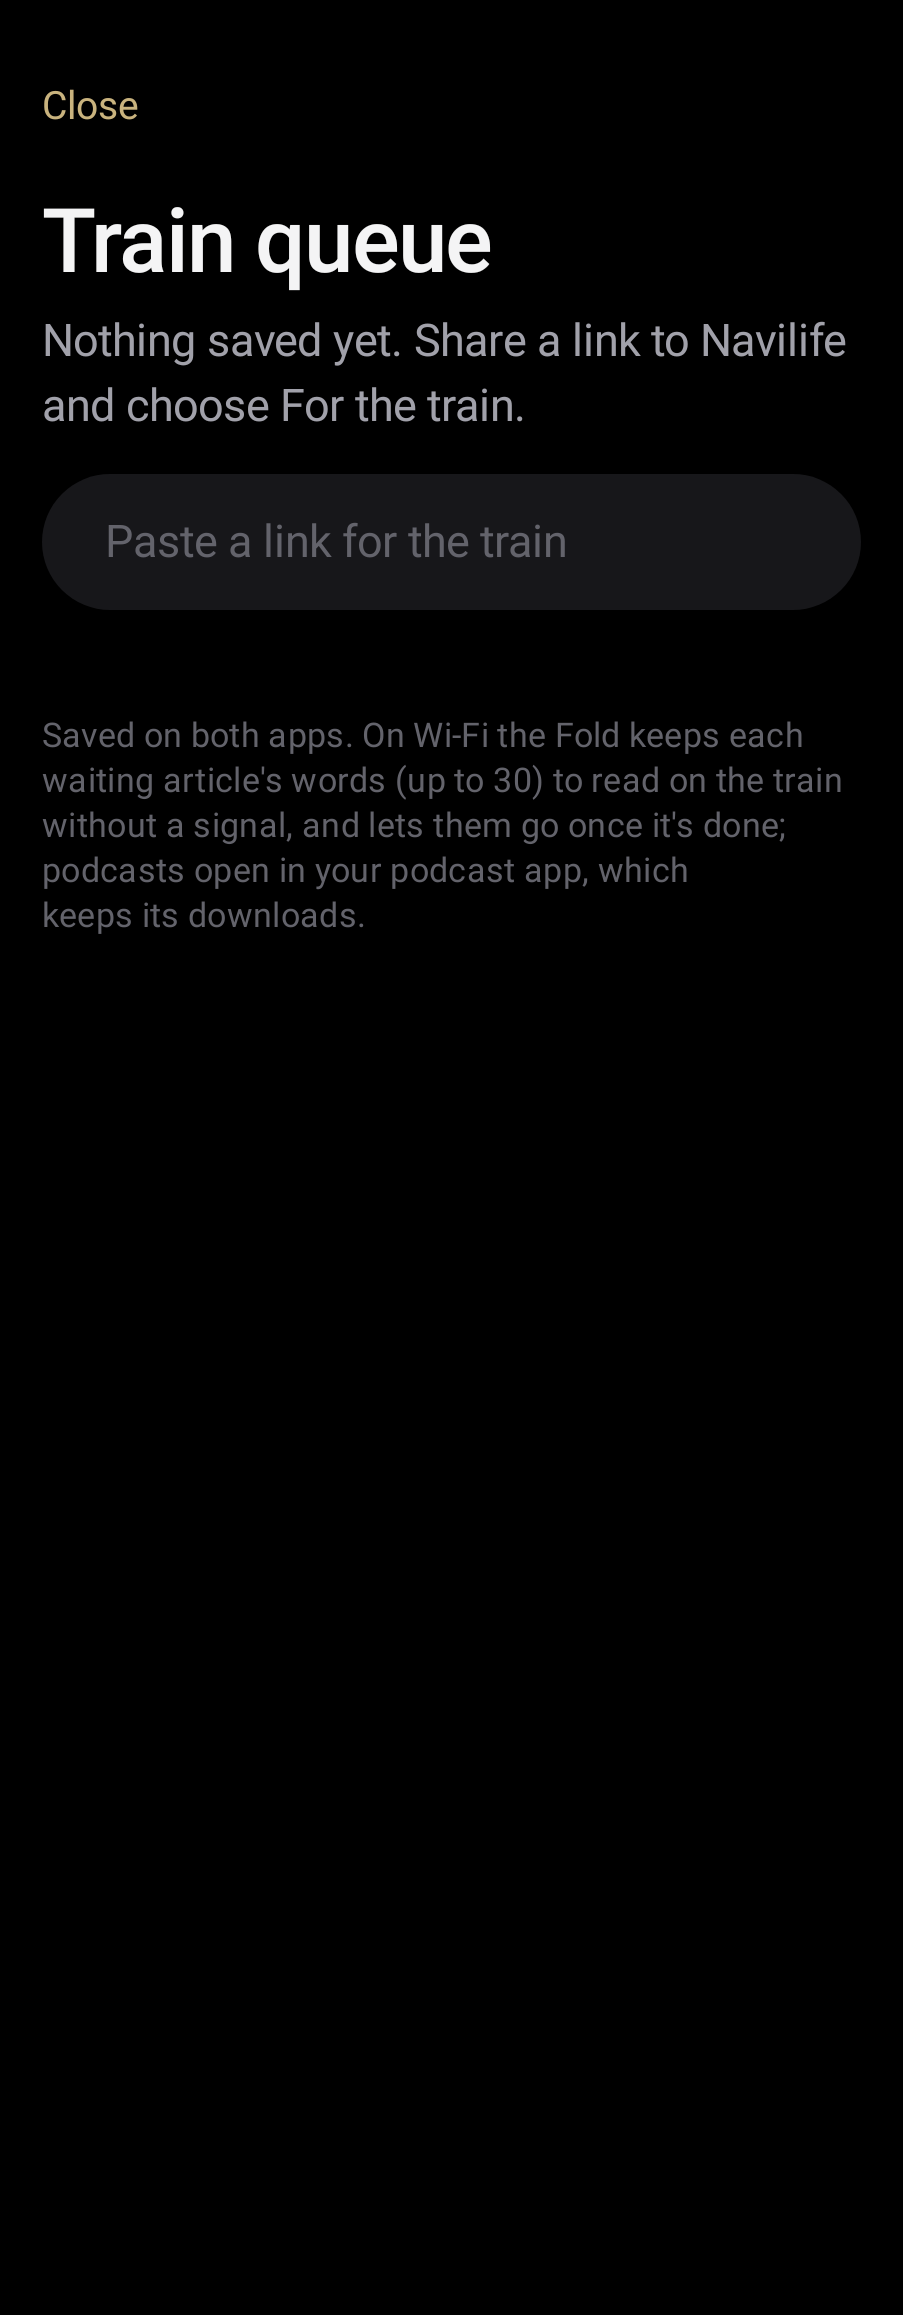 Close
Train queue
Nothing saved yet. Share a link to Navilife
and choose For the train.
Paste a link for the train
Saved on both apps. On Wi-Fi the Fold keeps each
waiting article's words (up to 30) to read on the train
without a signal, and lets them go once it's done;
podcasts open in your podcast app, which
keeps its downloads.